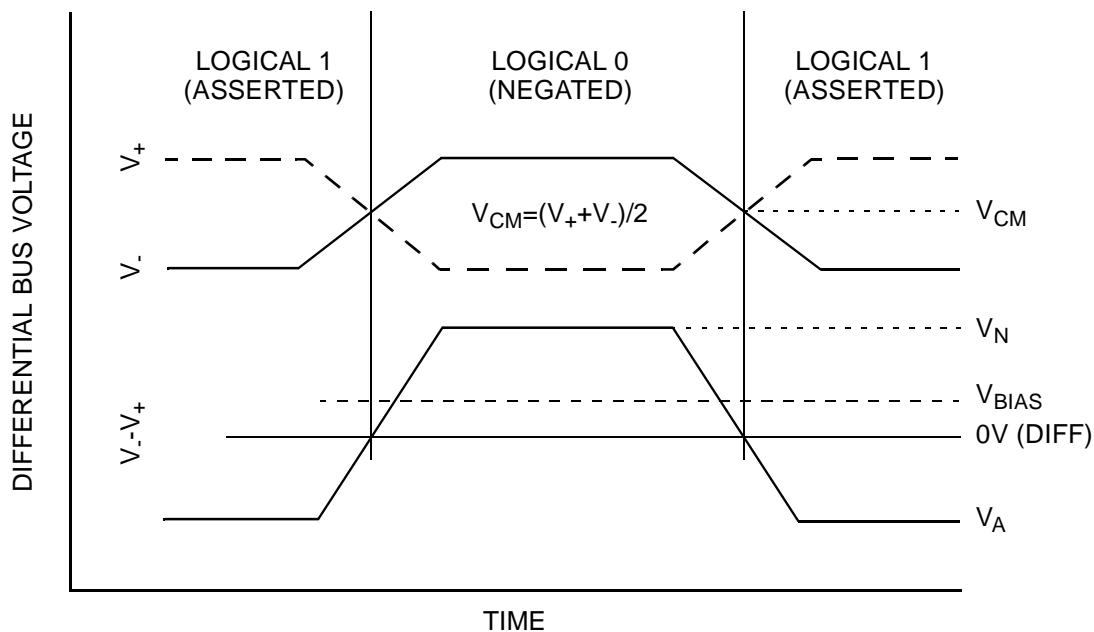 LOGICAL 1
(ASSERTED)
LOGICAL 0
(NEGATED)
LOGICAL 1
(ASSERTED)
DIFFERENTIAL BUS VOLTAGE
V+
VCM=(V++V-)/2
VCM
V-
VN
VBIAS
V--V+
0V (DIFF)
VA
TIME